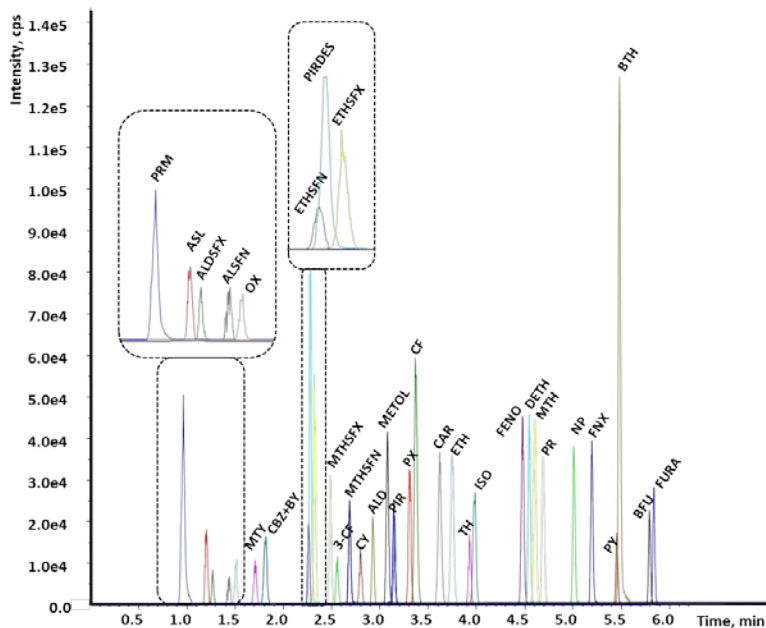 Intensity, cps
1.4e5
1.3e5
1.2e5
1.1e5
1.0e5
9.0e4
8.0e4
7.0e4
6.0e4
5.0e4
4.0e4
3.0e4
2.0e4
1.0e4
0.0
PRM
ASL
ALDSFX
ALSFN
OX
ETHSFN
PIRDES
ETHSFX
MTY
CBZ+BY
MTHSFX
3-CF
MTHSFN
CY
ALD
METOL
PIR
PX
CF
CAR
ETH
TH
ISO
FENO
DETH
MTH
PR
NP
FNX
PY
BTH
BFU
FURA
0.5 1.0 1.5 2.0 2.5 3.0 3.5 4.0 4.5 5.0 5.5 6.0
Time, min